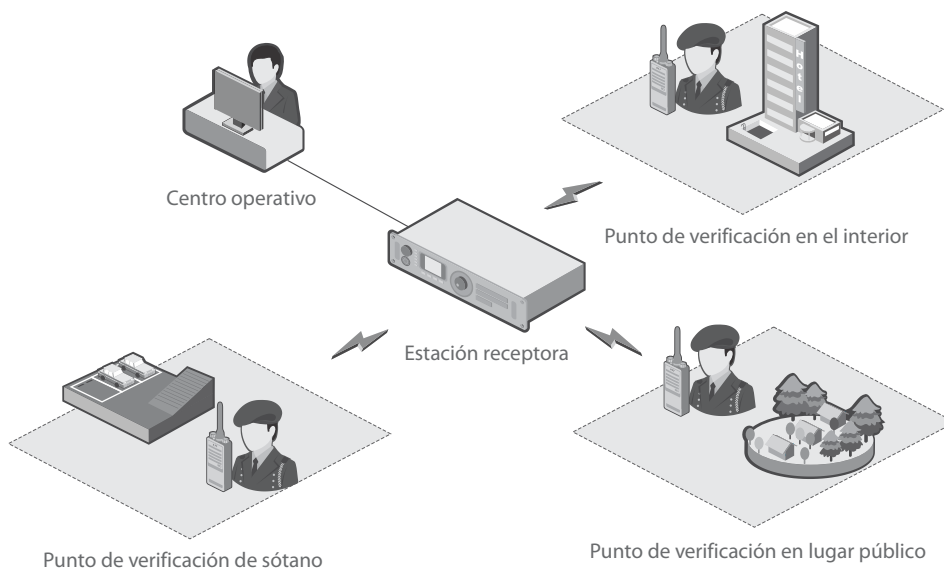 Hotel
Centro operativo
Punto de verificación en el interior
Estación receptora
Punto de verificación de sótano
Punto de verificación en lugar público